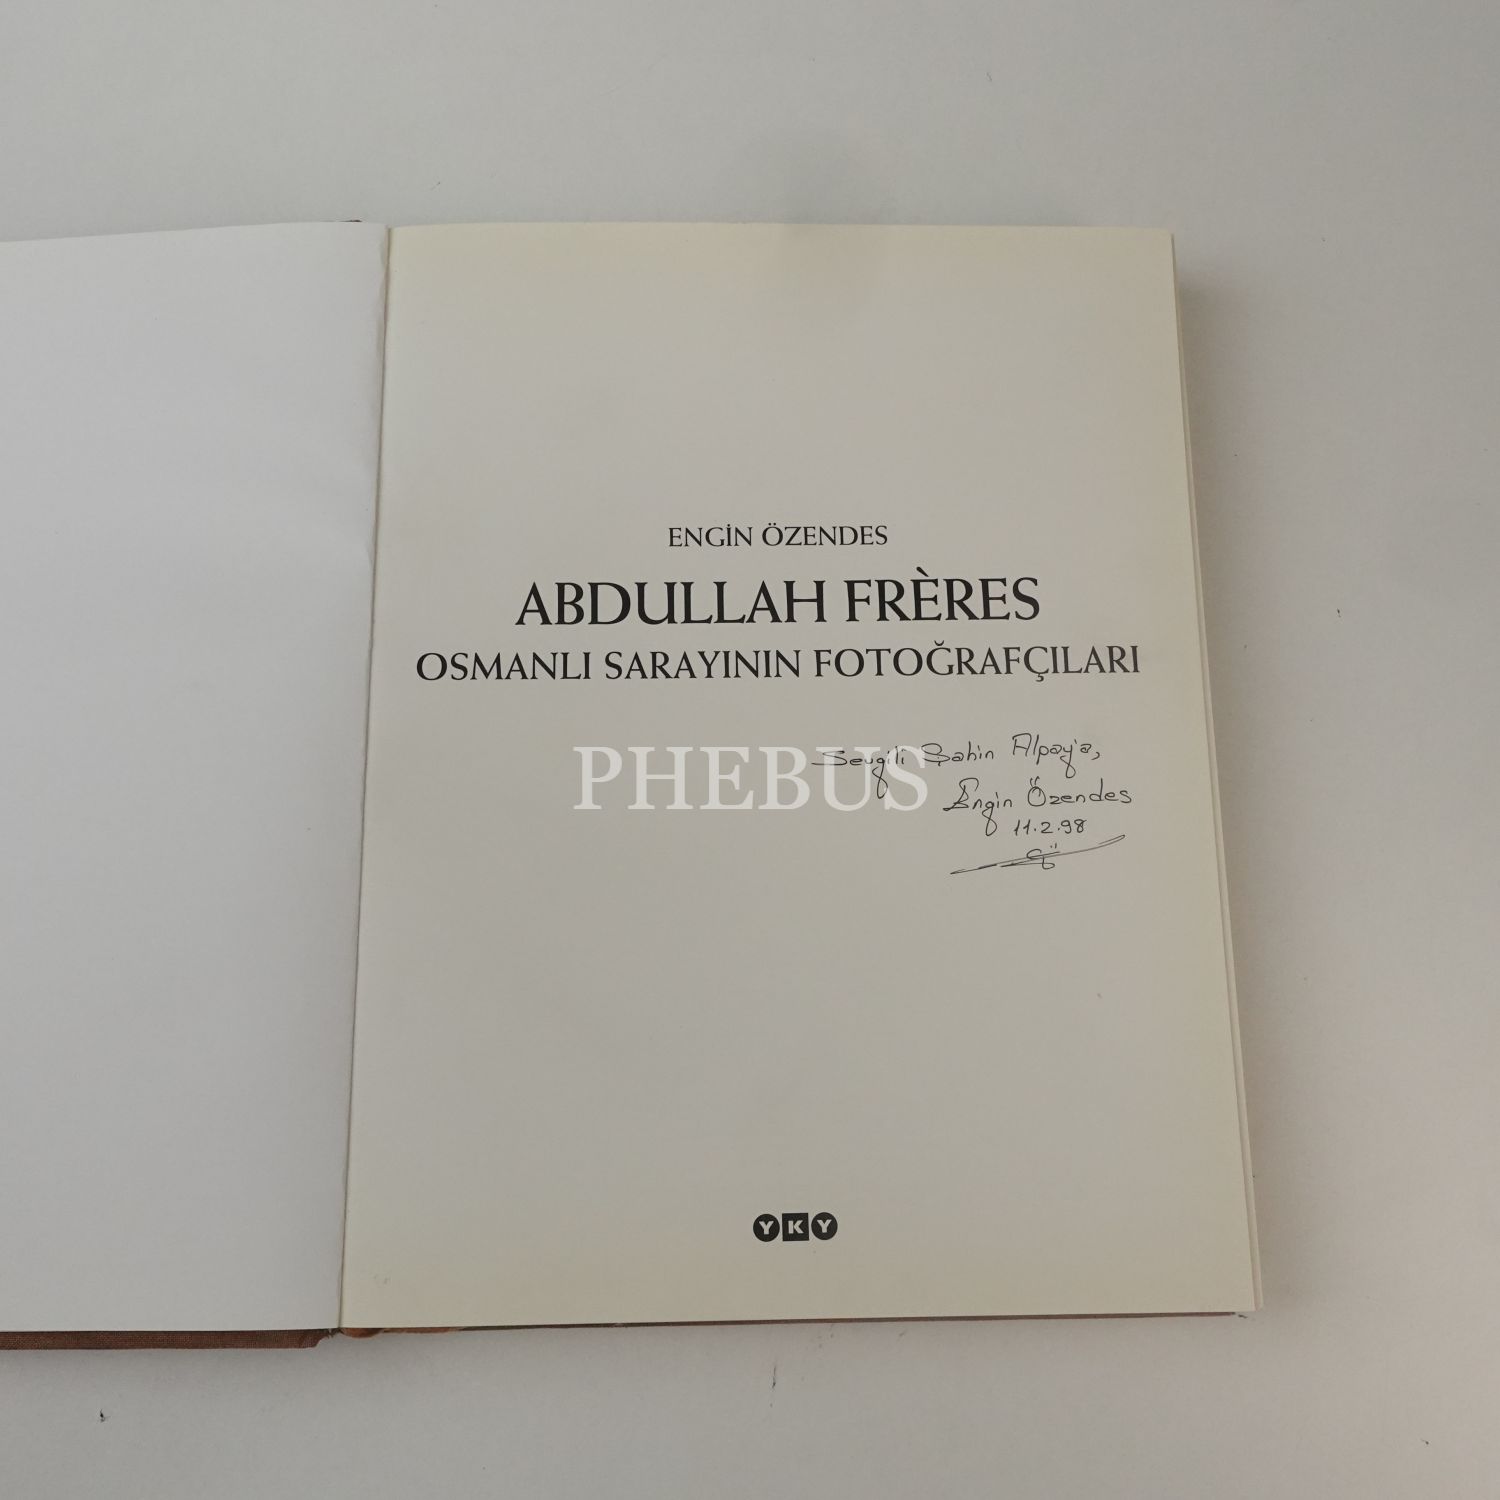 ENGİN ÖZENDES
ABDULLAH FRÈRES
OSMANLI SARAYININ FOTOĞRAFÇILARI
Sevgili Şahin Alpay'a,
PHEBUS
Engin Özendes
11.2.98
YKY